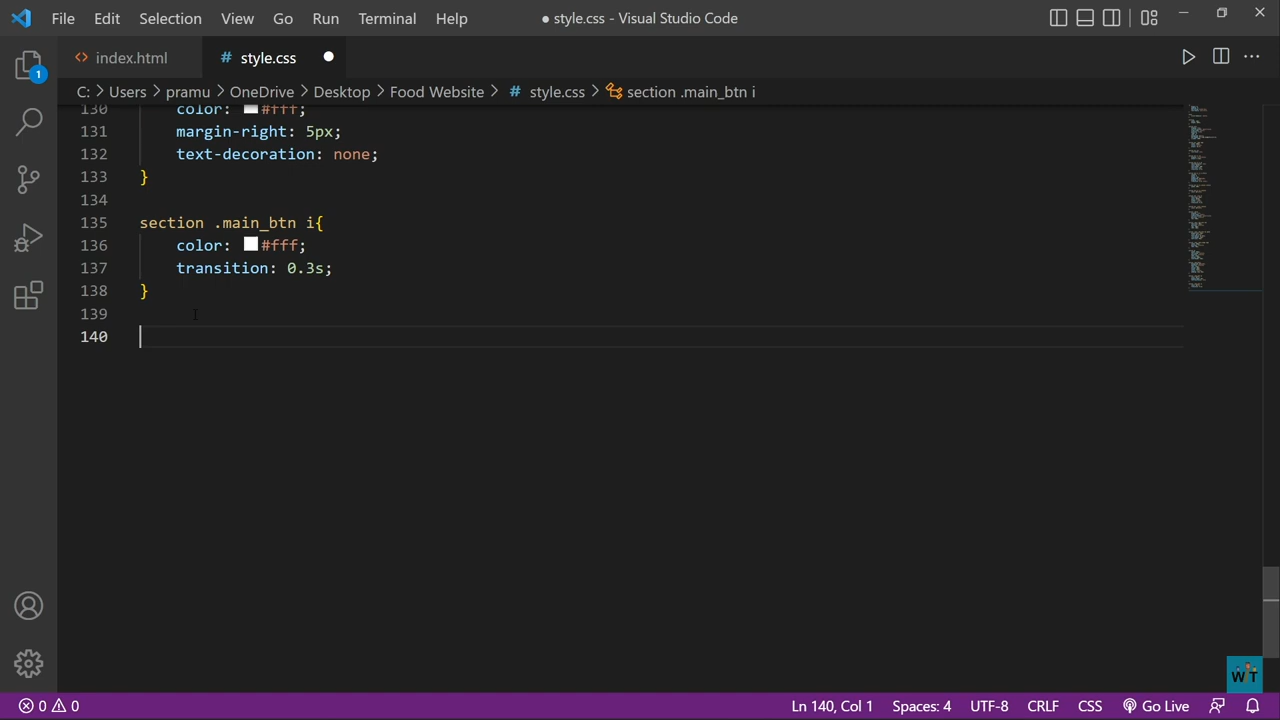 File Edit Selection View Go Run Terminal Help ● style.css - Visual Studio Code
<> index.html # style.css
C: > Users > pramu > OneDrive > Desktop > Food Website > # style.css > section .main_btn i
1
130 color: #fff;
131 margin-right: 5px;
132 text-decoration: none;
133 }
134
135 section .main_btn i{
136 color: #fff;
137 transition: 0.3s;
138 }
139
140
WT
0 0 Ln 140, Col 1 Spaces: 4 UTF-8 CRLF CSS Go Live